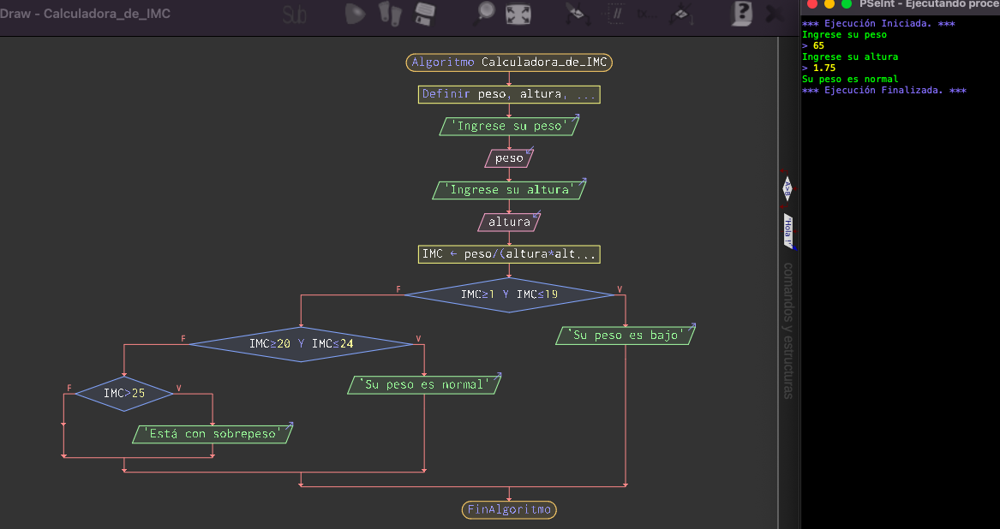 Draw - Calculadora_de_IMC
Sub
PSeInt - Ejecutando proce
*** Ejecución Iniciada. ***
Ingrese su peso
> 65
Ingrese su altura
> 1.75
Su peso es normal
*** Ejecución Finalizada. ***
Algoritmo Calculadora_de_IMC
Definir peso, altura, ...
'Ingrese su peso'
peso
'Ingrese su altura'
altura
IMC ← peso/(altura*alt...
F
IMC≥1 Y IMC≤19
V
F
IMC≥20 Y IMC≤24
V
'Su peso es bajo'
F
IMC>25
V
'Su peso es normal'
'Está con sobrepeso'
FinAlgoritmo
A>B
'Hola !'
comandos y estructuras